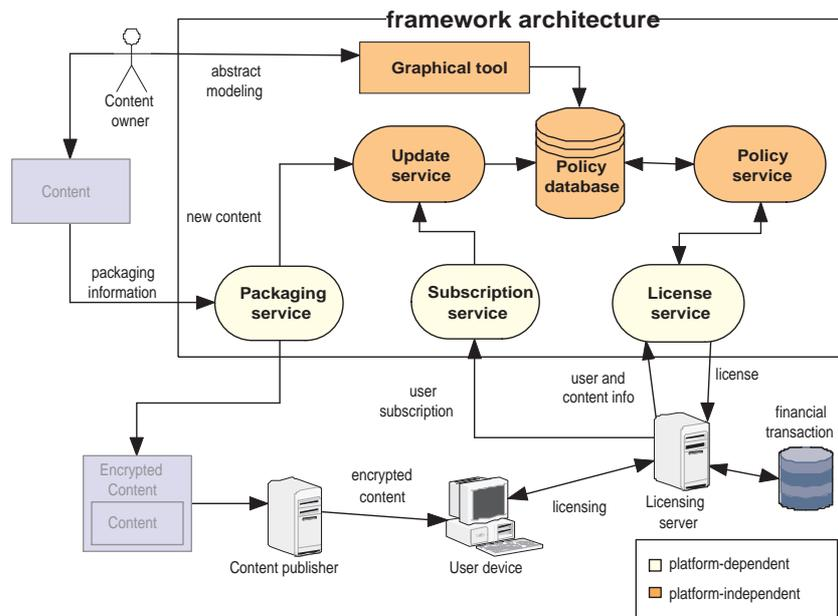 framework architecture
Graphical tool
abstract
modeling
Content
owner
Update
service
Policy
database
Policy
service
Content
new content
packaging
information
Packaging
service
Subscription
service
License
service
user
subscription
user and
content info
license
financial
transaction
Encrypted
Content
Content
encrypted
content
licensing
Licensing
server
Content publisher
User device
platform-dependent
platform-independent